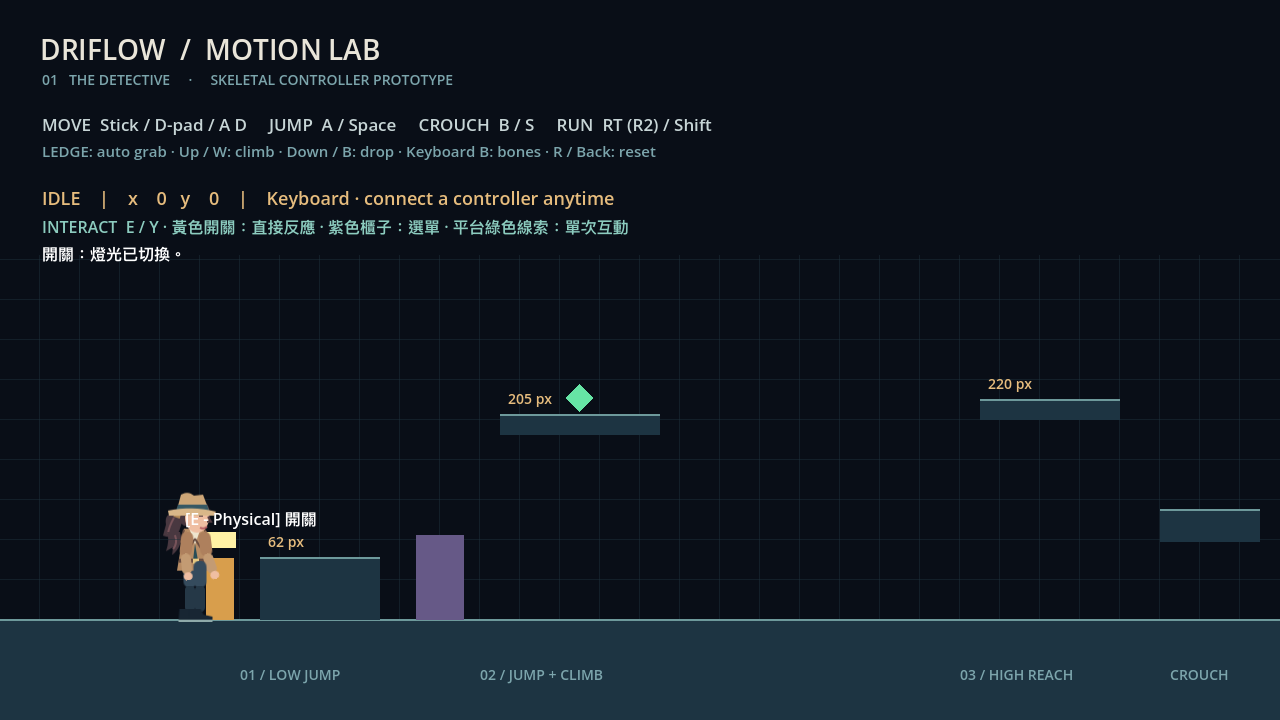 DRIFLOW / MOTION LAB
01 THE DETECTIVE · SKELETAL CONTROLLER PROTOTYPE
MOVE Stick / D-pad / A D JUMP A / Space CROUCH B / S RUN RT (R2) / Shift
LEDGE: auto grab · Up / W: climb · Down / B: drop · Keyboard B: bones · R / Back: reset
IDLE | x 0 y 0 | Keyboard · connect a controller anytime
INTERACT E / Y · 黃色開關：直接反應 · 紫色櫃子：選單 · 平台綠色線索：單次互動
開關：燈光已切換。
220 px
205 px
[E - Physical] 開關
62 px
01 / LOW JUMP
02 / JUMP + CLIMB
03 / HIGH REACH
CROUCH